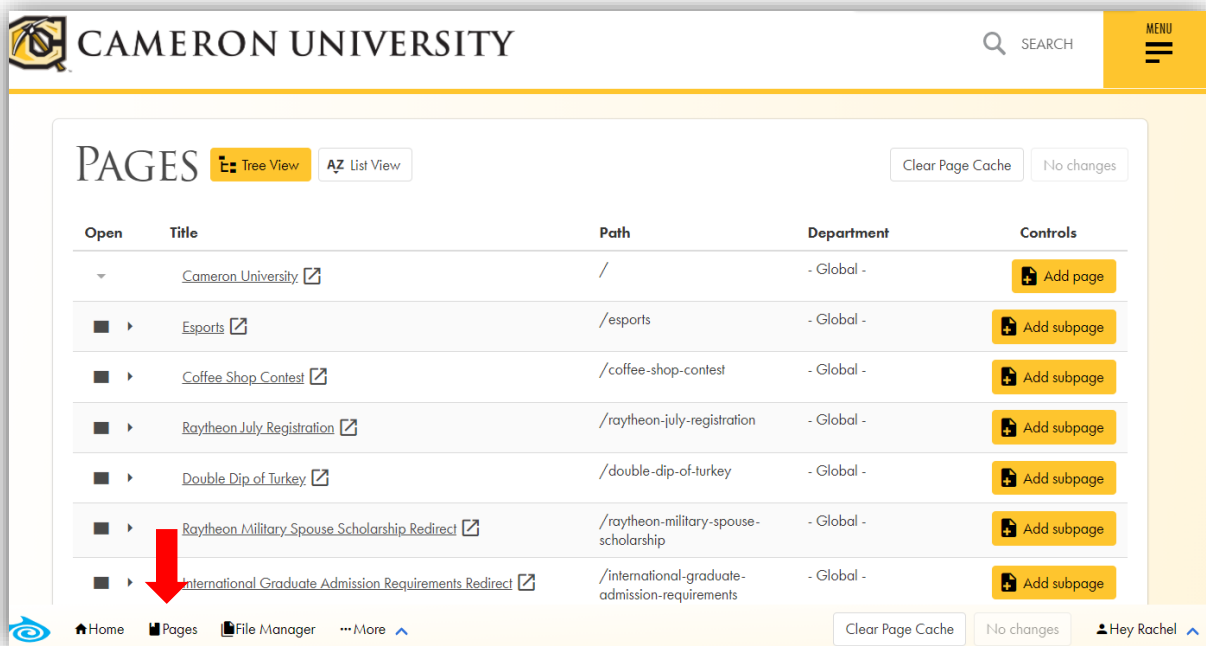 CAMERON UNIVERSITY
SEARCH
MENU
PAGES
Tree View
AZ List View
Clear Page Cache
No changes
Open Title Path Department Controls
Cameron University / - Global - Add page
Esports /esports - Global - Add subpage
Coffee Shop Contest /coffee-shop-contest - Global - Add subpage
Raytheon July Registration /raytheon-july-registration - Global - Add subpage
Double Dip of Turkey /double-dip-of-turkey - Global - Add subpage
Raytheon Military Spouse Scholarship Redirect /raytheon-military-spouse- - Global - Add subpage
scholarship
International Graduate Admission Requirements Redirect /international-graduate- - Global - Add subpage
admission-requirements
Home Pages File Manager ···More Clear Page Cache No changes Hey Rachel